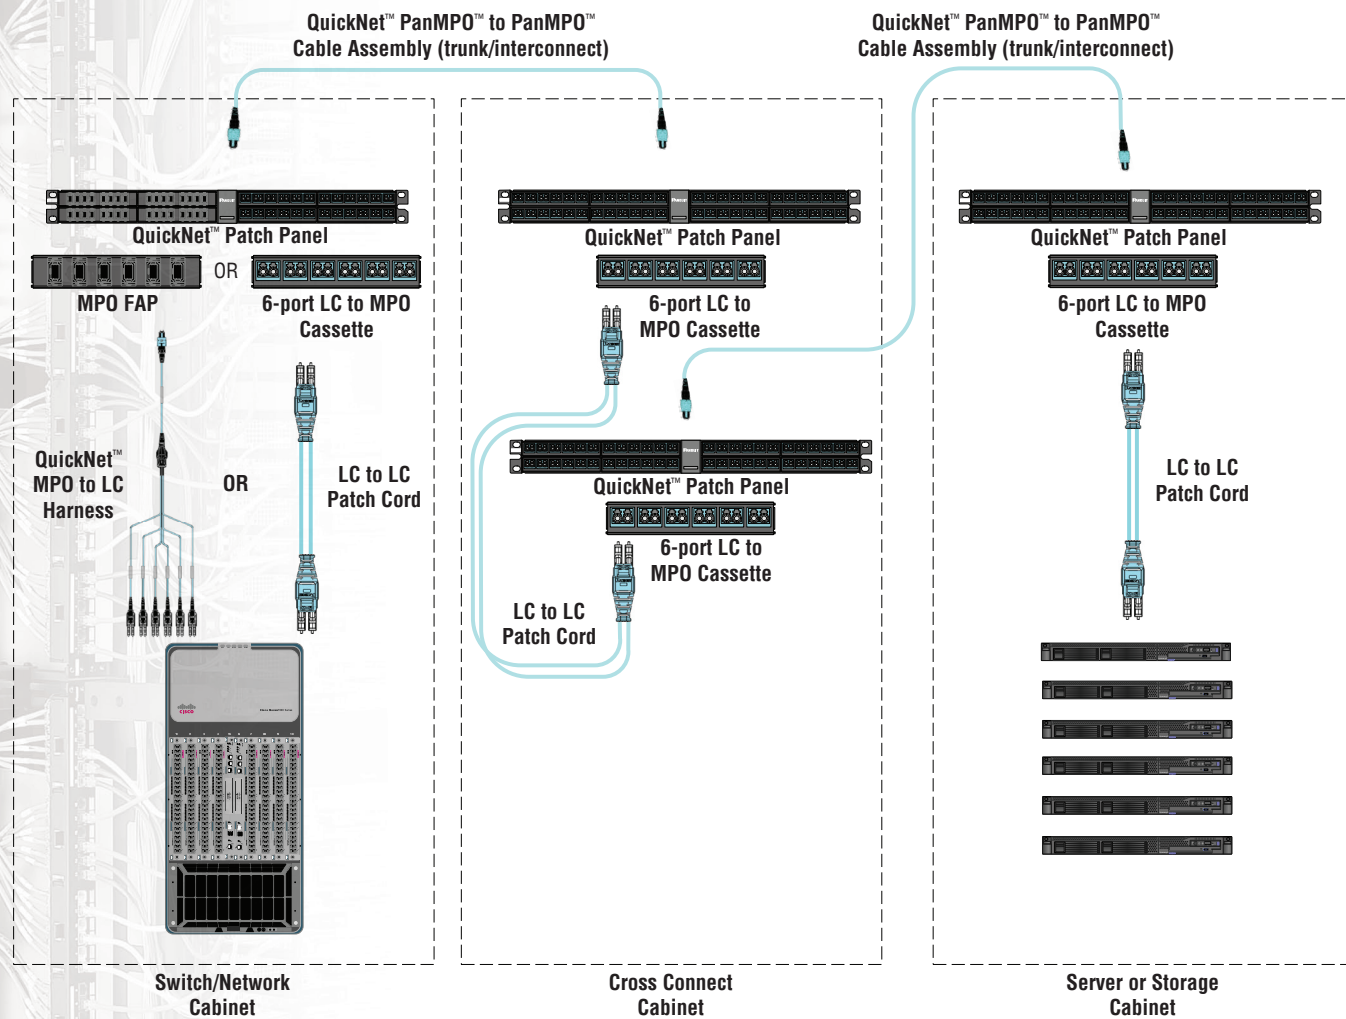 QuickNet™ PanMPO™ to PanMPO™
Cable Assembly (trunk/interconnect)
QuickNet™ PanMPO™ to PanMPO™
Cable Assembly (trunk/interconnect)
QuickNet™ Patch Panel
MPO FAP
OR
6-port LC to MPO
Cassette
QuickNet™
MPO to LC
Harness
OR
LC to LC
Patch Cord
CISCO
Switch/Network
Cabinet
QuickNet™ Patch Panel
6-port LC to
MPO Cassette
QuickNet™ Patch Panel
6-port LC to
MPO Cassette
LC to LC
Patch Cord
Cross Connect
Cabinet
QuickNet™ Patch Panel
6-port LC to MPO
Cassette
LC to LC
Patch Cord
Server or Storage
Cabinet